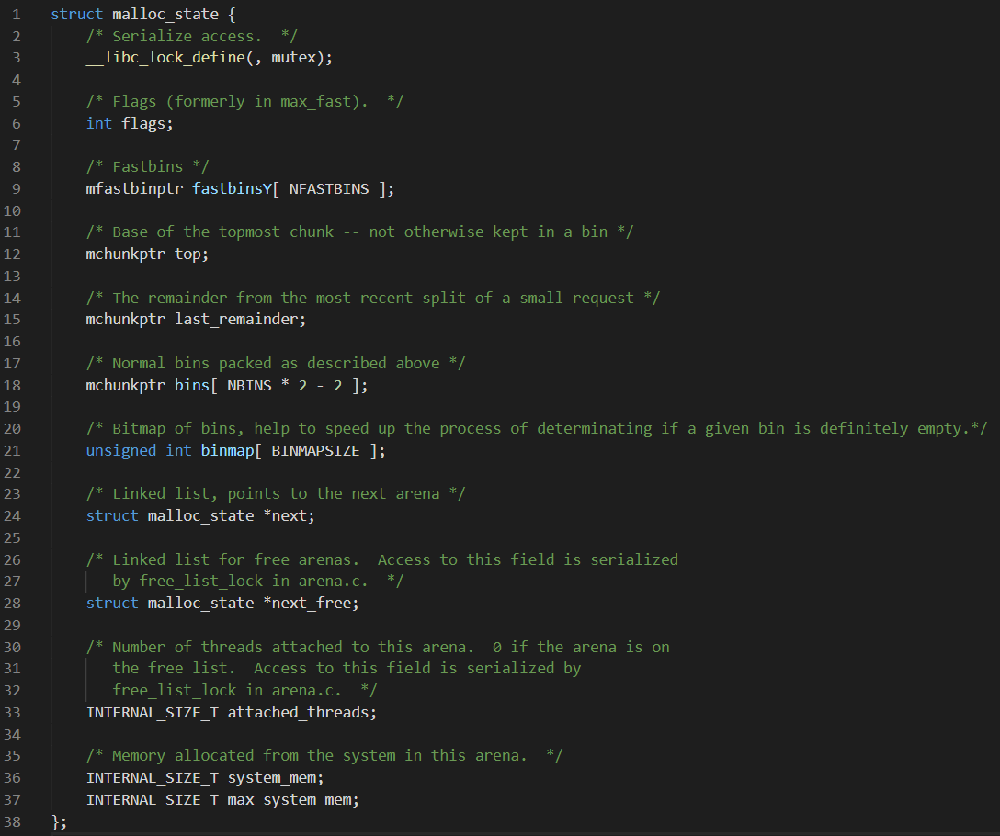 1 struct malloc_state {
2     /* Serialize access.  */
3     __libc_lock_define(, mutex);
4
5     /* Flags (formerly in max_fast).  */
6     int flags;
7
8     /* Fastbins */
9     mfastbinptr fastbinsY[ NFASTBINS ];
10
11     /* Base of the topmost chunk -- not otherwise kept in a bin */
12     mchunkptr top;
13
14     /* The remainder from the most recent split of a small request */
15     mchunkptr last_remainder;
16
17     /* Normal bins packed as described above */
18     mchunkptr bins[ NBINS * 2 - 2 ];
19
20     /* Bitmap of bins, help to speed up the process of determinating if a given bin is definitely empty.*/
21     unsigned int binmap[ BINMAPSIZE ];
22
23     /* Linked list, points to the next arena */
24     struct malloc_state *next;
25
26     /* Linked list for free arenas.  Access to this field is serialized
27        by free_list_lock in arena.c.  */
28     struct malloc_state *next_free;
29
30     /* Number of threads attached to this arena.  0 if the arena is on
31        the free list.  Access to this field is serialized by
32        free_list_lock in arena.c.  */
33     INTERNAL_SIZE_T attached_threads;
34
35     /* Memory allocated from the system in this arena.  */
36     INTERNAL_SIZE_T system_mem;
37     INTERNAL_SIZE_T max_system_mem;
38 };